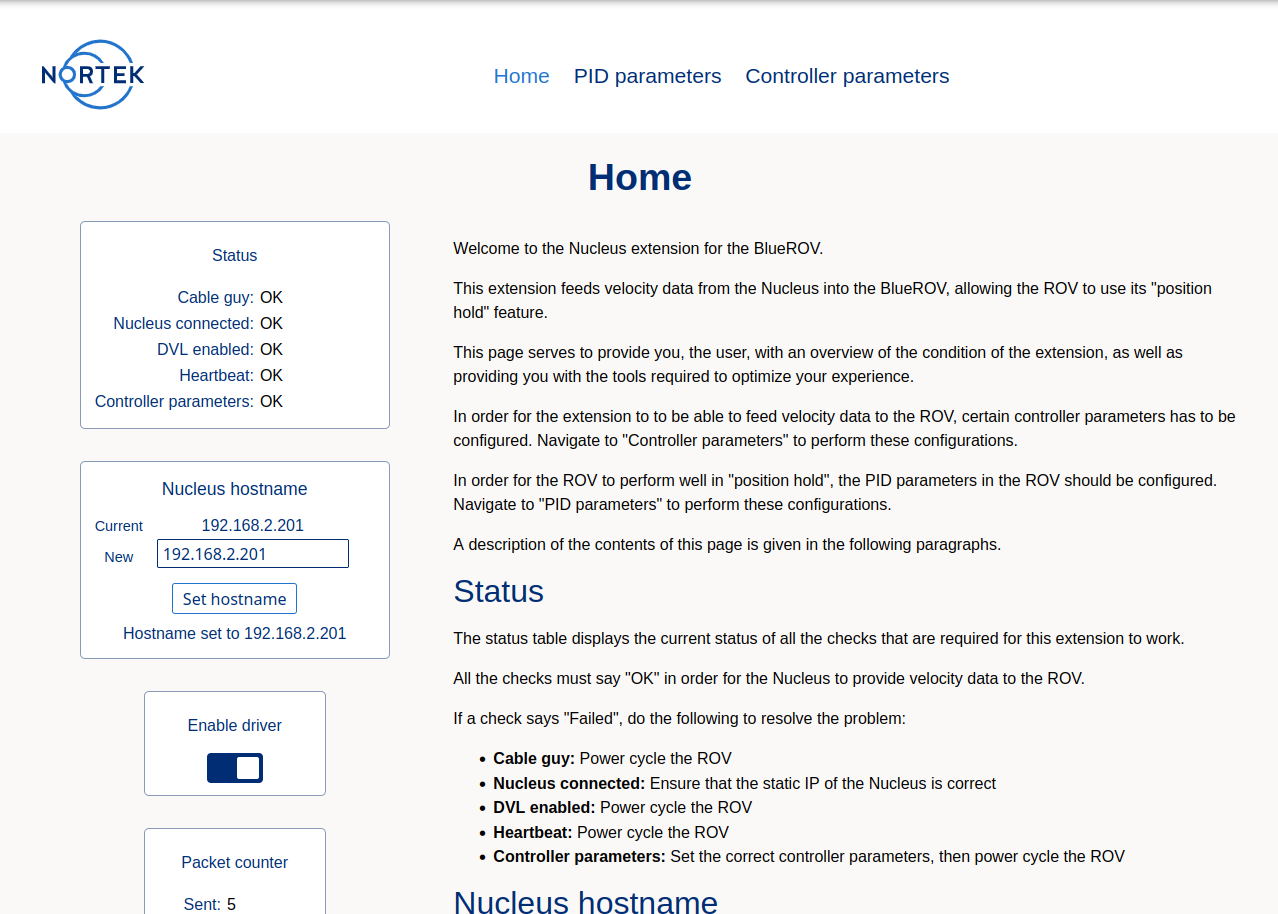 NORTEK
Home PID parameters Controller parameters
Home
Status
Cable guy: OK
Nucleus connected: OK
DVL enabled: OK
Heartbeat: OK
Controller parameters: OK
Nucleus hostname
Current 192.168.2.201
New 192.168.2.201
Set hostname
Hostname set to 192.168.2.201
Enable driver
Packet counter
Sent: 5
Welcome to the Nucleus extension for the BlueROV.
This extension feeds velocity data from the Nucleus into the BlueROV, allowing the ROV to use its "position
hold" feature.
This page serves to provide you, the user, with an overview of the condition of the extension, as well as
providing you with the tools required to optimize your experience.
In order for the extension to to be able to feed velocity data to the ROV, certain controller parameters has to be
configured. Navigate to "Controller parameters" to perform these configurations.
In order for the ROV to perform well in "position hold", the PID parameters in the ROV should be configured.
Navigate to "PID parameters" to perform these configurations.
A description of the contents of this page is given in the following paragraphs.
Status
The status table displays the current status of all the checks that are required for this extension to work.
All the checks must say "OK" in order for the Nucleus to provide velocity data to the ROV.
If a check says "Failed", do the following to resolve the problem:
• Cable guy: Power cycle the ROV
• Nucleus connected: Ensure that the static IP of the Nucleus is correct
• DVL enabled: Power cycle the ROV
• Heartbeat: Power cycle the ROV
• Controller parameters: Set the correct controller parameters, then power cycle the ROV
Nucleus hostname